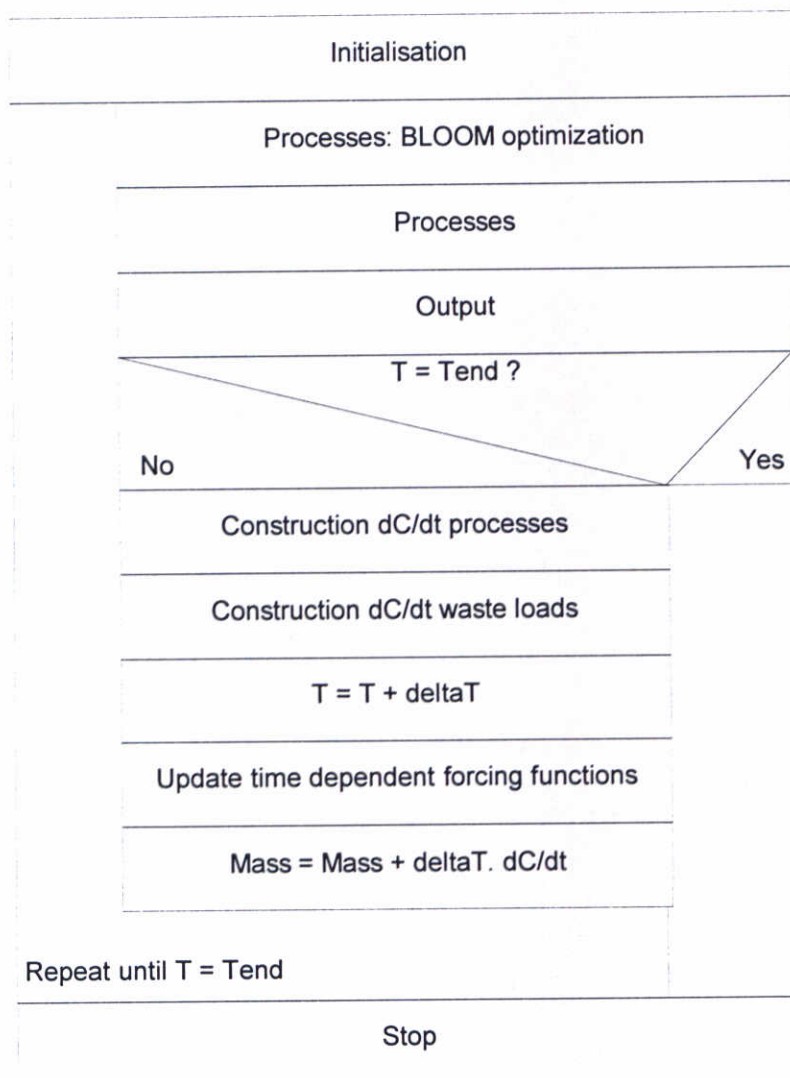 Initialisation
Processes: BLOOM optimization
Processes
Output
T = Tend ?
No
Yes
Construction dC/dt processes
Construction dC/dt waste loads
T = T + deltaT
Update time dependent forcing functions
Mass = Mass + deltaT. dC/dt
Repeat until T = Tend
Stop